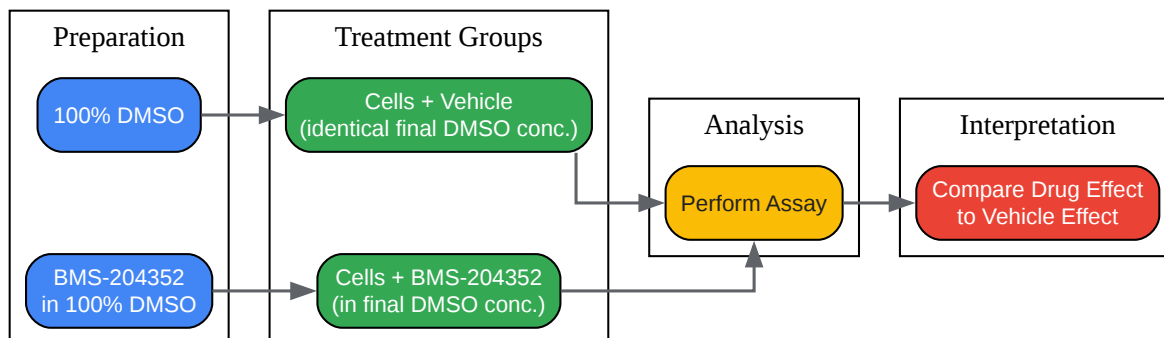 Preparation
100% DMSO
BMS-204352
in 100% DMSO
Treatment Groups
Cells + Vehicle
(identical final DMSO conc.)
Cells + BMS-204352
(in final DMSO conc.)
Analysis
Perform Assay
Interpretation
Compare Drug Effect
to Vehicle Effect